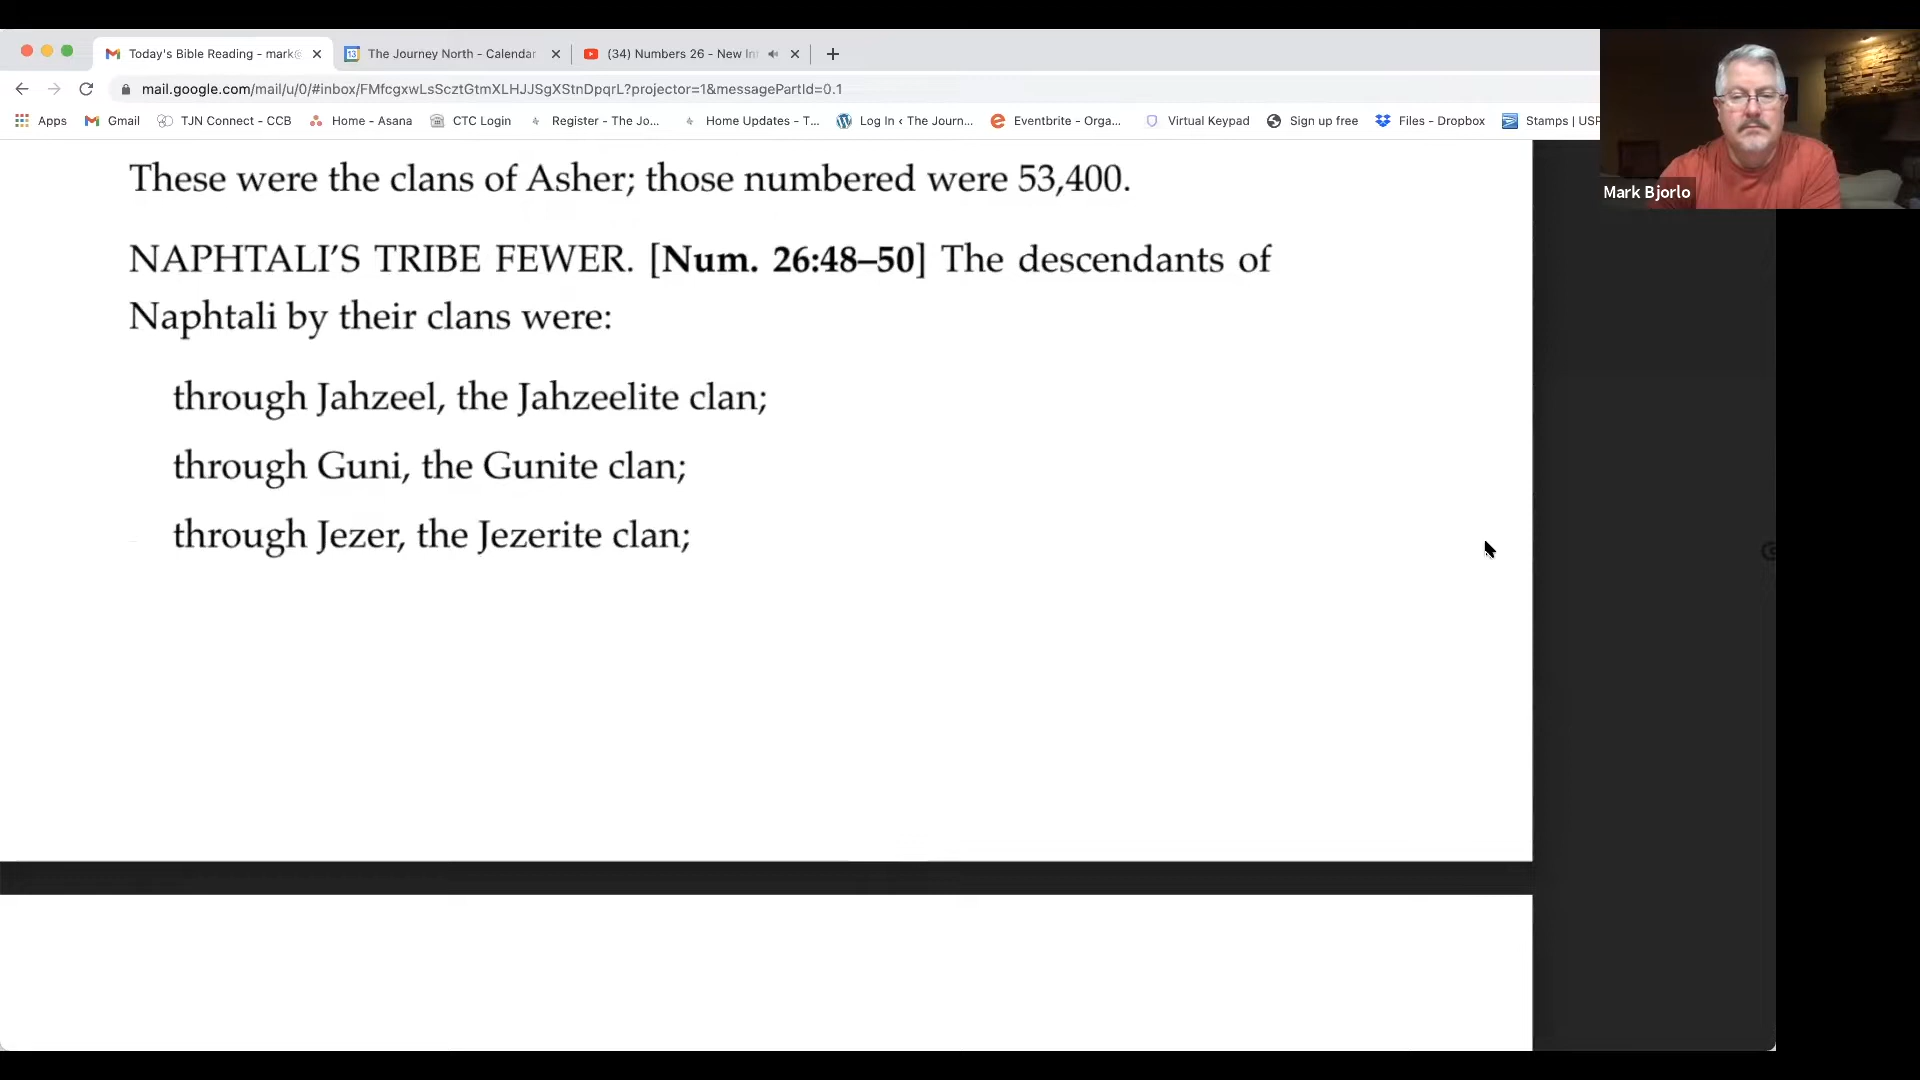 Today's Bible Reading - mark@
The Journey North - Calendar
(34) Numbers 26 - New In
mail.google.com/mail/u/0/#inbox/FMfcgxwLsScztGtmXLHJJSgXStnDpqrL?projector=1&messagePartId=0.1
Apps Gmail TJN Connect - CCB Home - Asana CTC Login Register - The Jo... Home Updates - T... Log In ‹ The Journ... Eventbrite - Orga... Virtual Keypad Sign up free Files - Dropbox Stamps | USP
Mark Bjorlo
These were the clans of Asher; those numbered were 53,400.
NAPHTALI’S TRIBE FEWER. [Num. 26:48–50] The descendants of
Naphtali by their clans were:
through Jahzeel, the Jahzeelite clan;
through Guni, the Gunite clan;
through Jezer, the Jezerite clan;